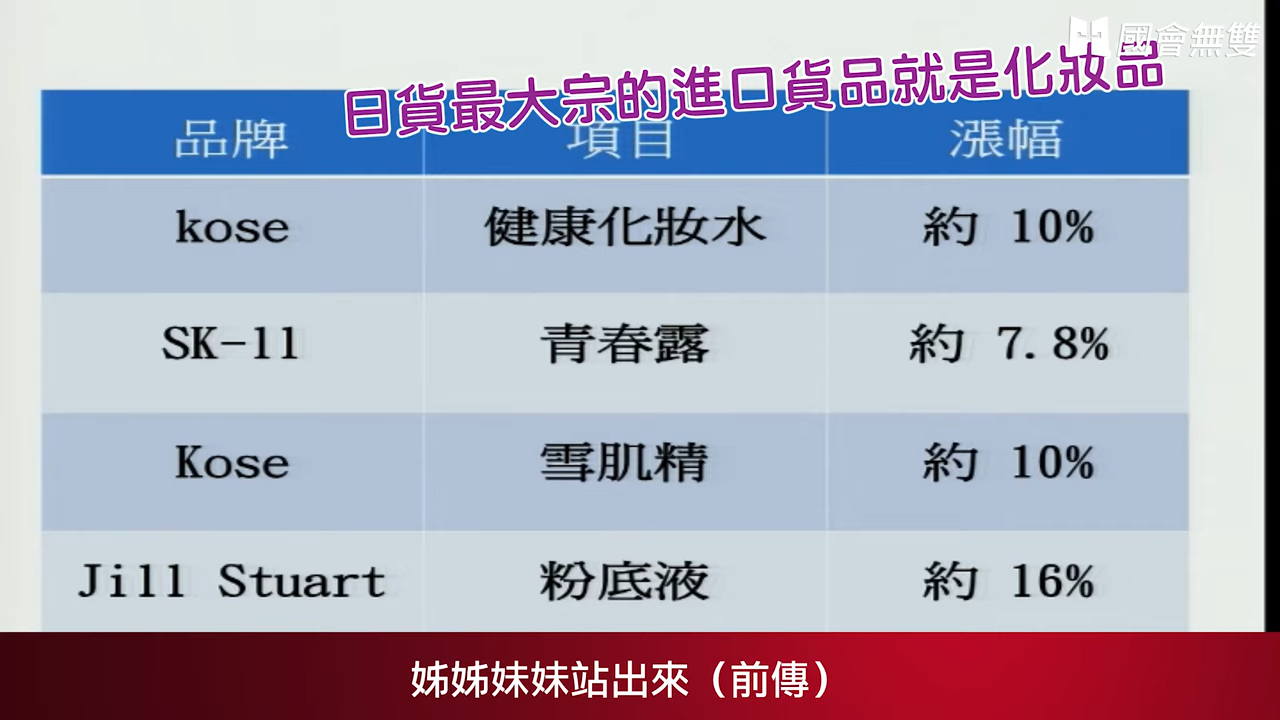 國會無雙
日貨最大宗的進口貨品就是化妝品
品牌 項目 漲幅
kose 健康化妝水 約 10%
SK-11 青春露 約 7.8%
Kose 雪肌精 約 10%
Jill Stuart 粉底液 約 16%
姊姊妹妹站出來（前傳）